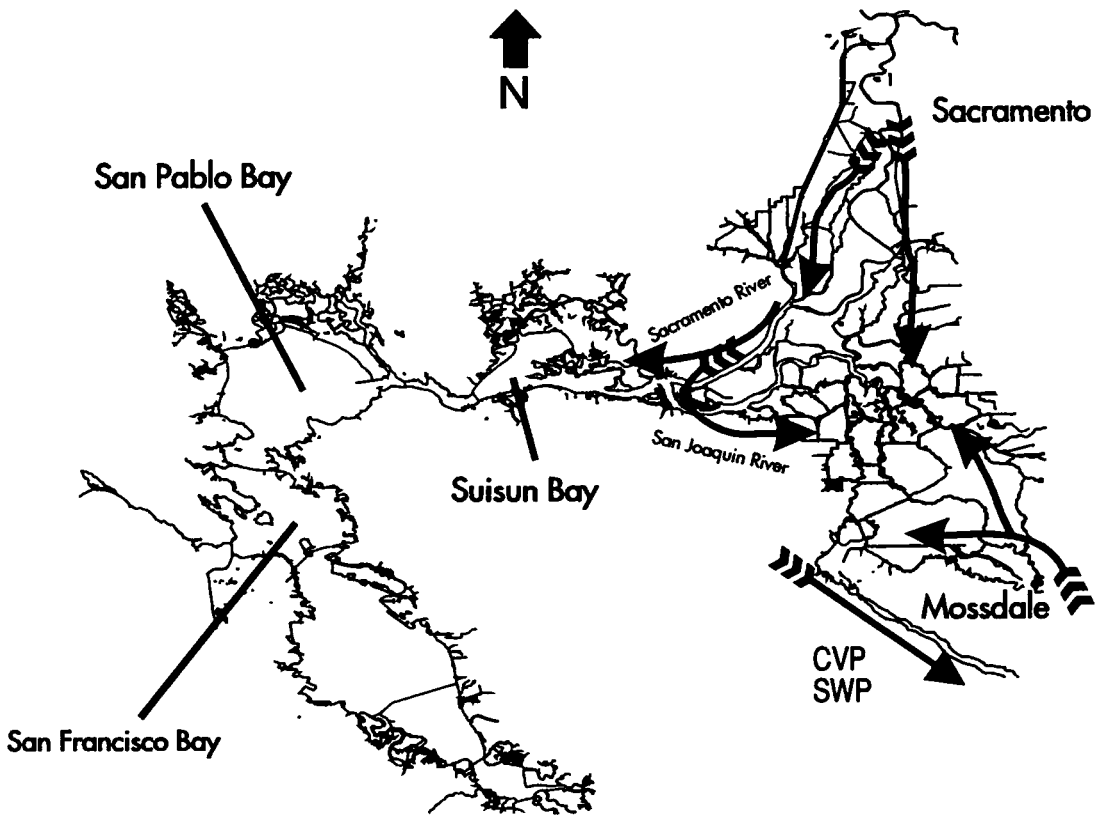 N
Sacramento
San Pablo Bay
Sacramento River
San Joaquin River
Suisun Bay
Mossdale
CVP
SWP
San Francisco Bay